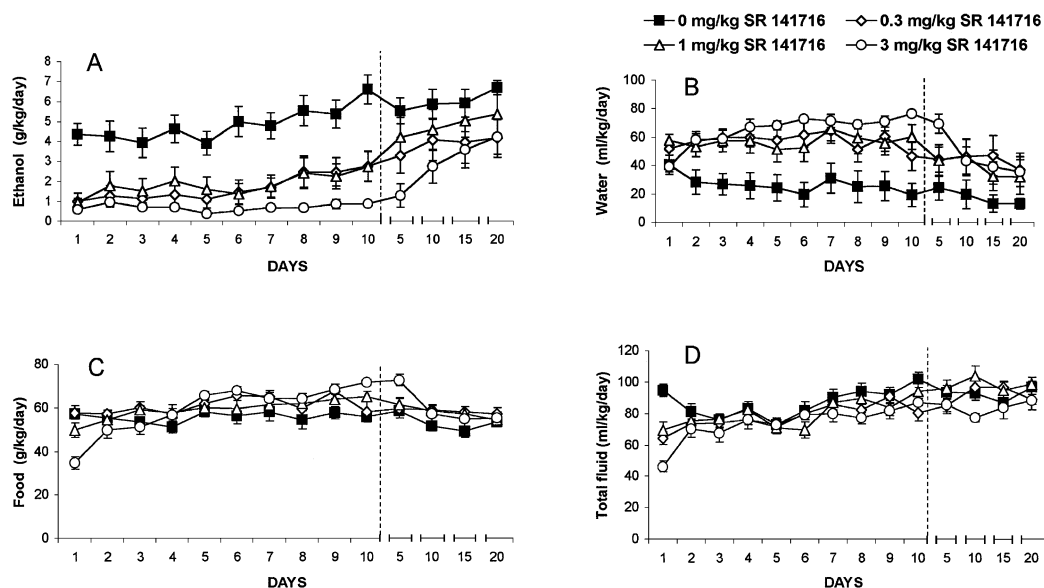 0 mg/kg SR 141716 0.3 mg/kg SR 141716
1 mg/kg SR 141716 3 mg/kg SR 141716
A
Ethanol (g/kg/day)
8
7
6
5
4
3
2
1
0
1 2 3 4 5 6 7 8 9 10 5 10 15 20
DAYS
B
Water (ml/kg/day)
100
80
60
40
20
0
1 2 3 4 5 6 7 8 9 10 5 10 15 20
DAYS
C
Food (g/kg/day)
80
60
40
20
0
1 2 3 4 5 6 7 8 9 10 5 10 15 20
DAYS
D
Total fluid (ml/kg/day)
120
100
80
60
40
20
0
1 2 3 4 5 6 7 8 9 10 5 10 15 20
DAYS